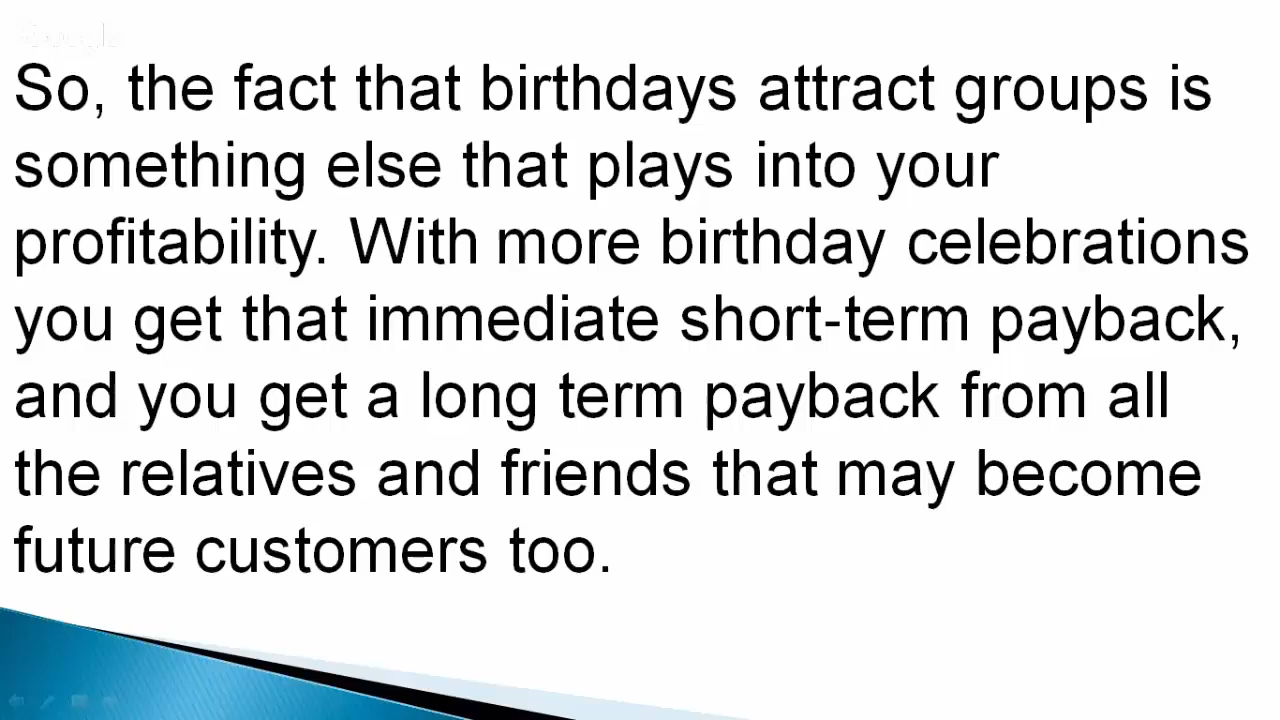 So, the fact that birthdays attract groups is
something else that plays into your
profitability. With more birthday celebrations
you get that immediate short-term payback,
and you get a long term payback from all
the relatives and friends that may become
future customers too.